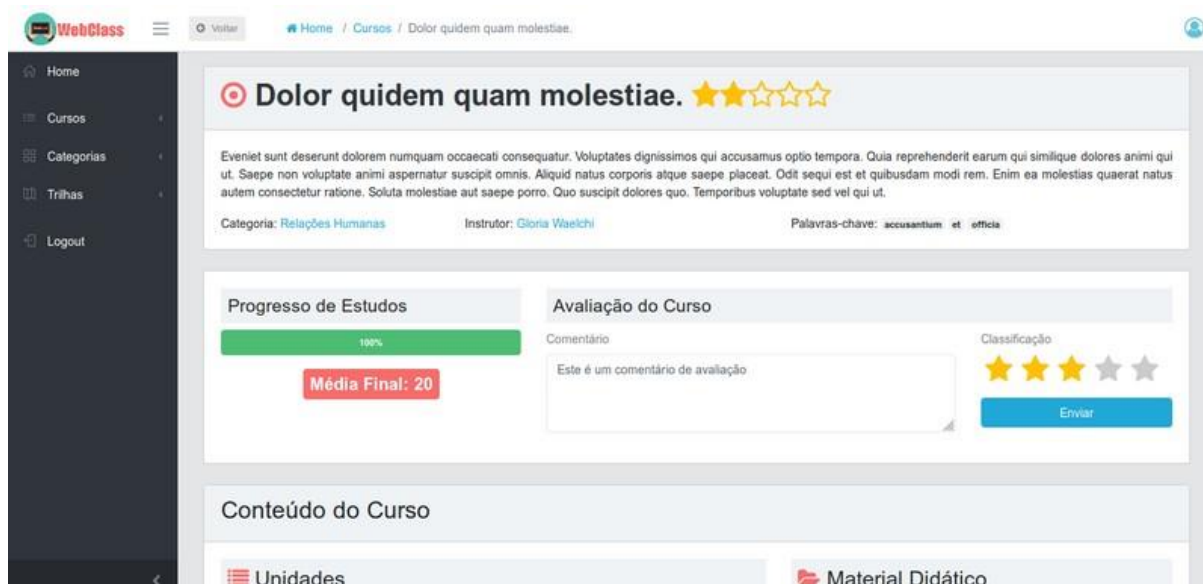 WebClass
Voltar
Home / Cursos / Dolor quidem quam molestiae.
Home
Cursos
Categorias
Trilhas
Logout
Dolor quidem quam molestiae.
Eveniet sunt deserunt dolorem numquam occaecati consequatur. Voluptates dignissimos qui accusamus optio tempora. Quia reprehenderit earum qui similique dolores animi qui
ut. Saepe non voluptate animi aspernatur suscipit omnis. Aliquid natus corporis atque saepe placeat. Odit sequi est et quibusdam modi rem. Enim ea molestias quaerat natus
autem consectetur ratione. Soluta molestiae aut saepe porro. Quo suscipit dolores quo. Temporibus voluptate sed vel qui ut.
Categoria: Relações Humanas Instrutor: Gloria Waelchi Palavras-chave: accusantium et officia
Progresso de Estudos
100%
Média Final: 20
Avaliação do Curso
Comentário
Este é um comentário de avaliação
Classificação
Enviar
Conteúdo do Curso
Unidades
Material Didático